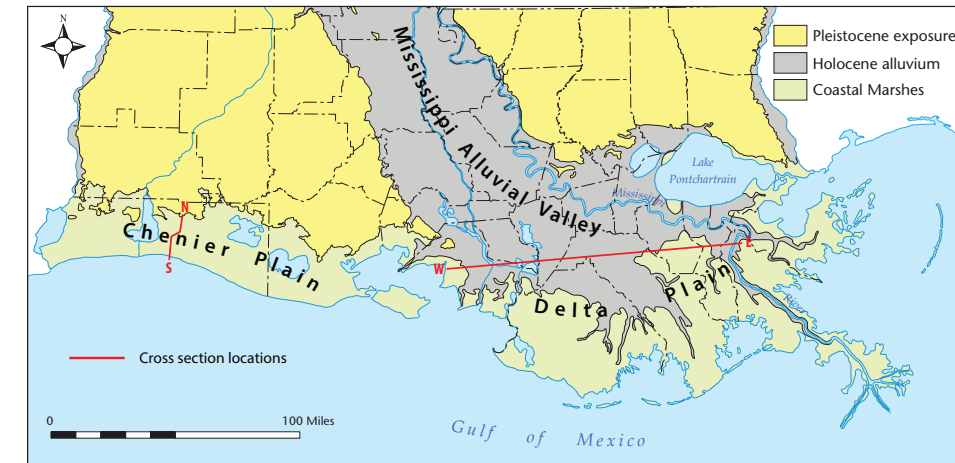 N
Pleistocene exposure
Holocene alluvium
Coastal Marshes
Mississippi Alluvial Valley
Lake
Pontchartrain
Mississippi
River
N
S
Chenier Plain
W
E
Delta Plain
Cross section locations
0 100 Miles
Gulf of Mexico